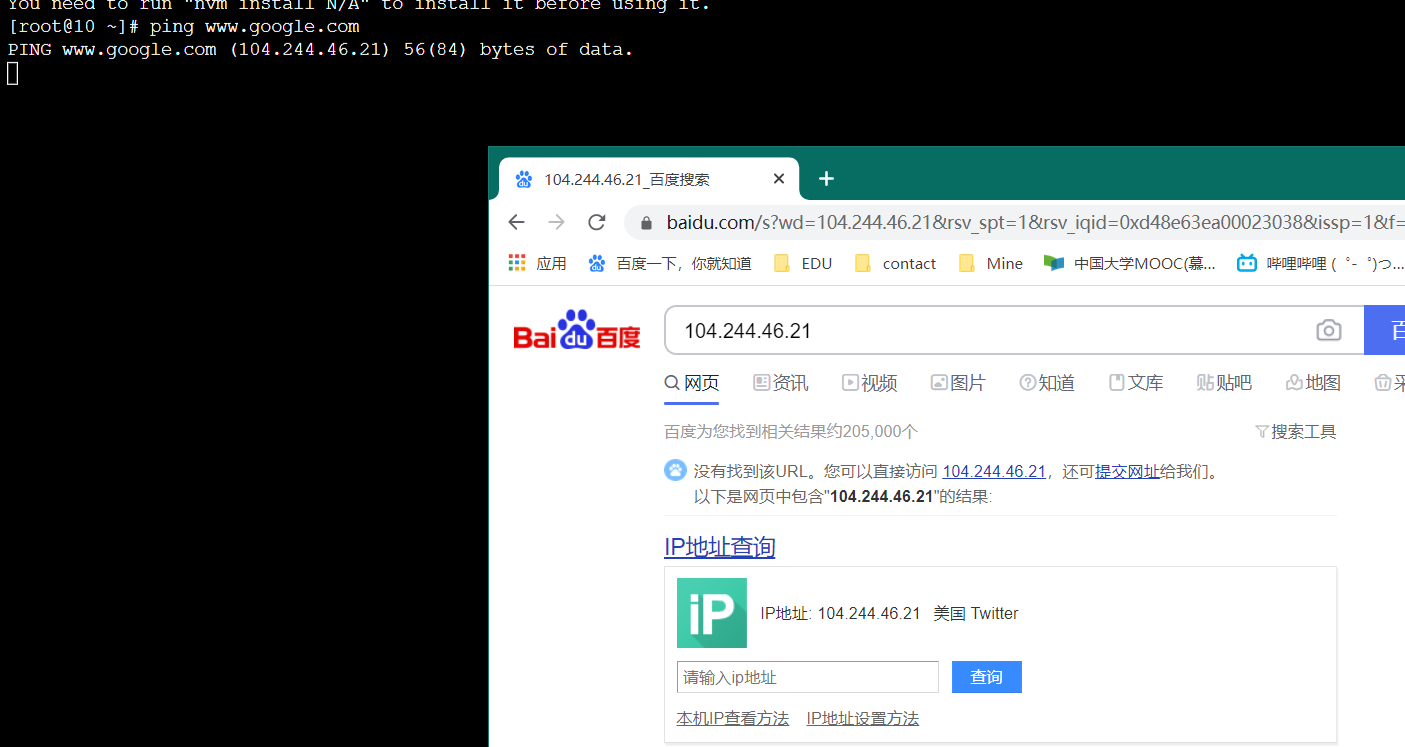 You need to run "nvm install N/A" to install it before using it.
[root@10 ~]# ping www.google.com
PING www.google.com (104.244.46.21) 56(84) bytes of data.
104.244.46.21_百度搜索
baidu.com/s?wd=104.244.46.21&rsv_spt=1&rsv_iqid=0xd48e63ea00023038&issp=1&f=
应用 百度一下，你就知道 EDU contact Mine 中国大学MOOC(慕... 哔哩哔哩 ( ゜- ゜)つ...
Baidu百度 104.244.46.21 百
网页 资讯 视频 图片 知道 文库 贴吧 地图 采
百度为您找到相关结果约205,000个 搜索工具
没有找到该URL。您可以直接访问 104.244.46.21，还可提交网址给我们。
以下是网页中包含"104.244.46.21"的结果:
IP地址查询
iP IP地址: 104.244.46.21 美国 Twitter
请输入ip地址 查询
本机IP查看方法 IP地址设置方法